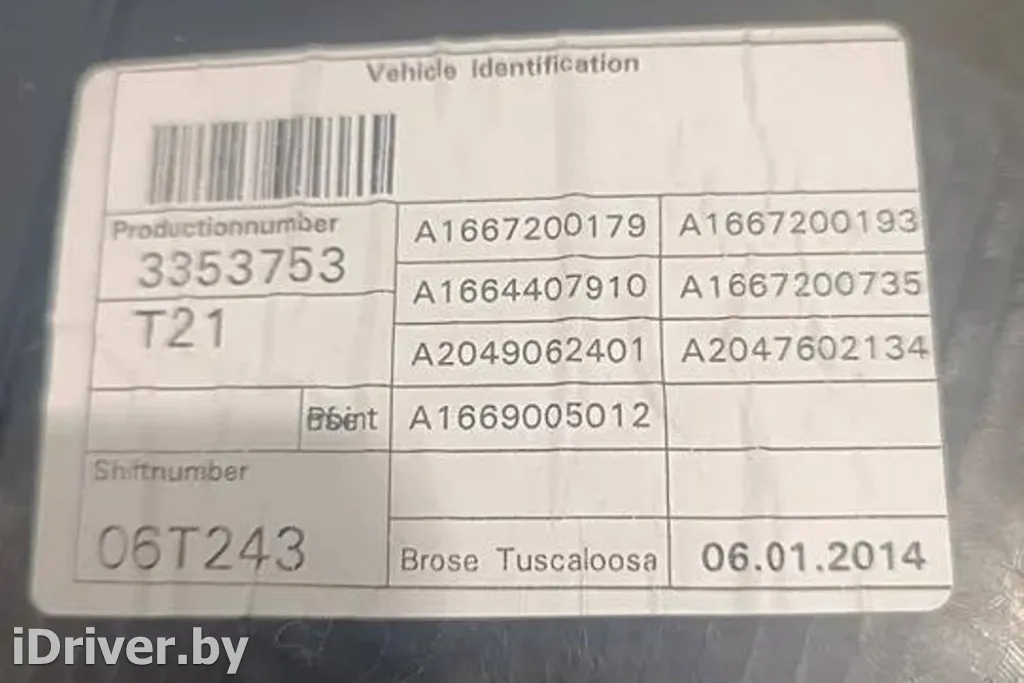 Vehicle Identification
Productionnumber
3353753
T21
A1667200179 A1667200193
A1664407910 A1667200735
A2049062401 A2047602134
A1669005012
Shiftnumber
06T243
Brose Tuscaloosa
06.01.2014
iDriver.by